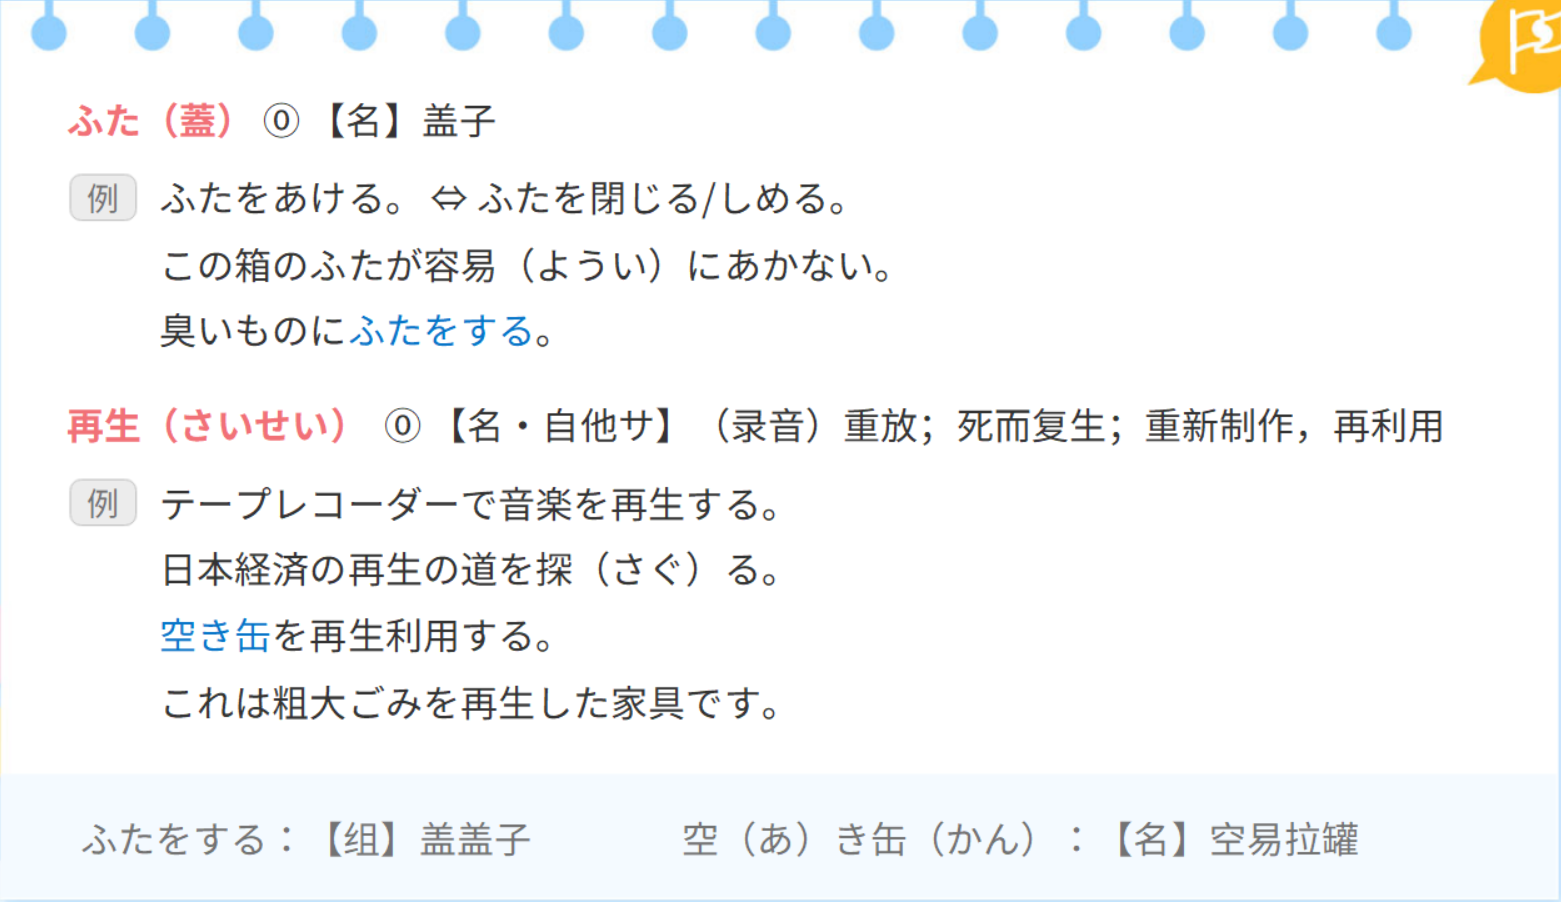 ふた（蓋） ⓪ 【名】盖子
例 ふたをあける。 ⇔ ふたを閉じる/しめる。
この箱のふたが容易（ようい）にあかない。
臭いものにふたをする。
再生（さいせい） ⓪ 【名・自他サ】（录音）重放；死而复生；重新制作，再利用
例 テープレコーダーで音楽を再生する。
日本経済の再生の道を探（さぐ）る。
空き缶を再生利用する。
これは粗大ごみを再生した家具です。
ふたをする：【组】盖盖子 空（あ）き缶（かん）：【名】空易拉罐